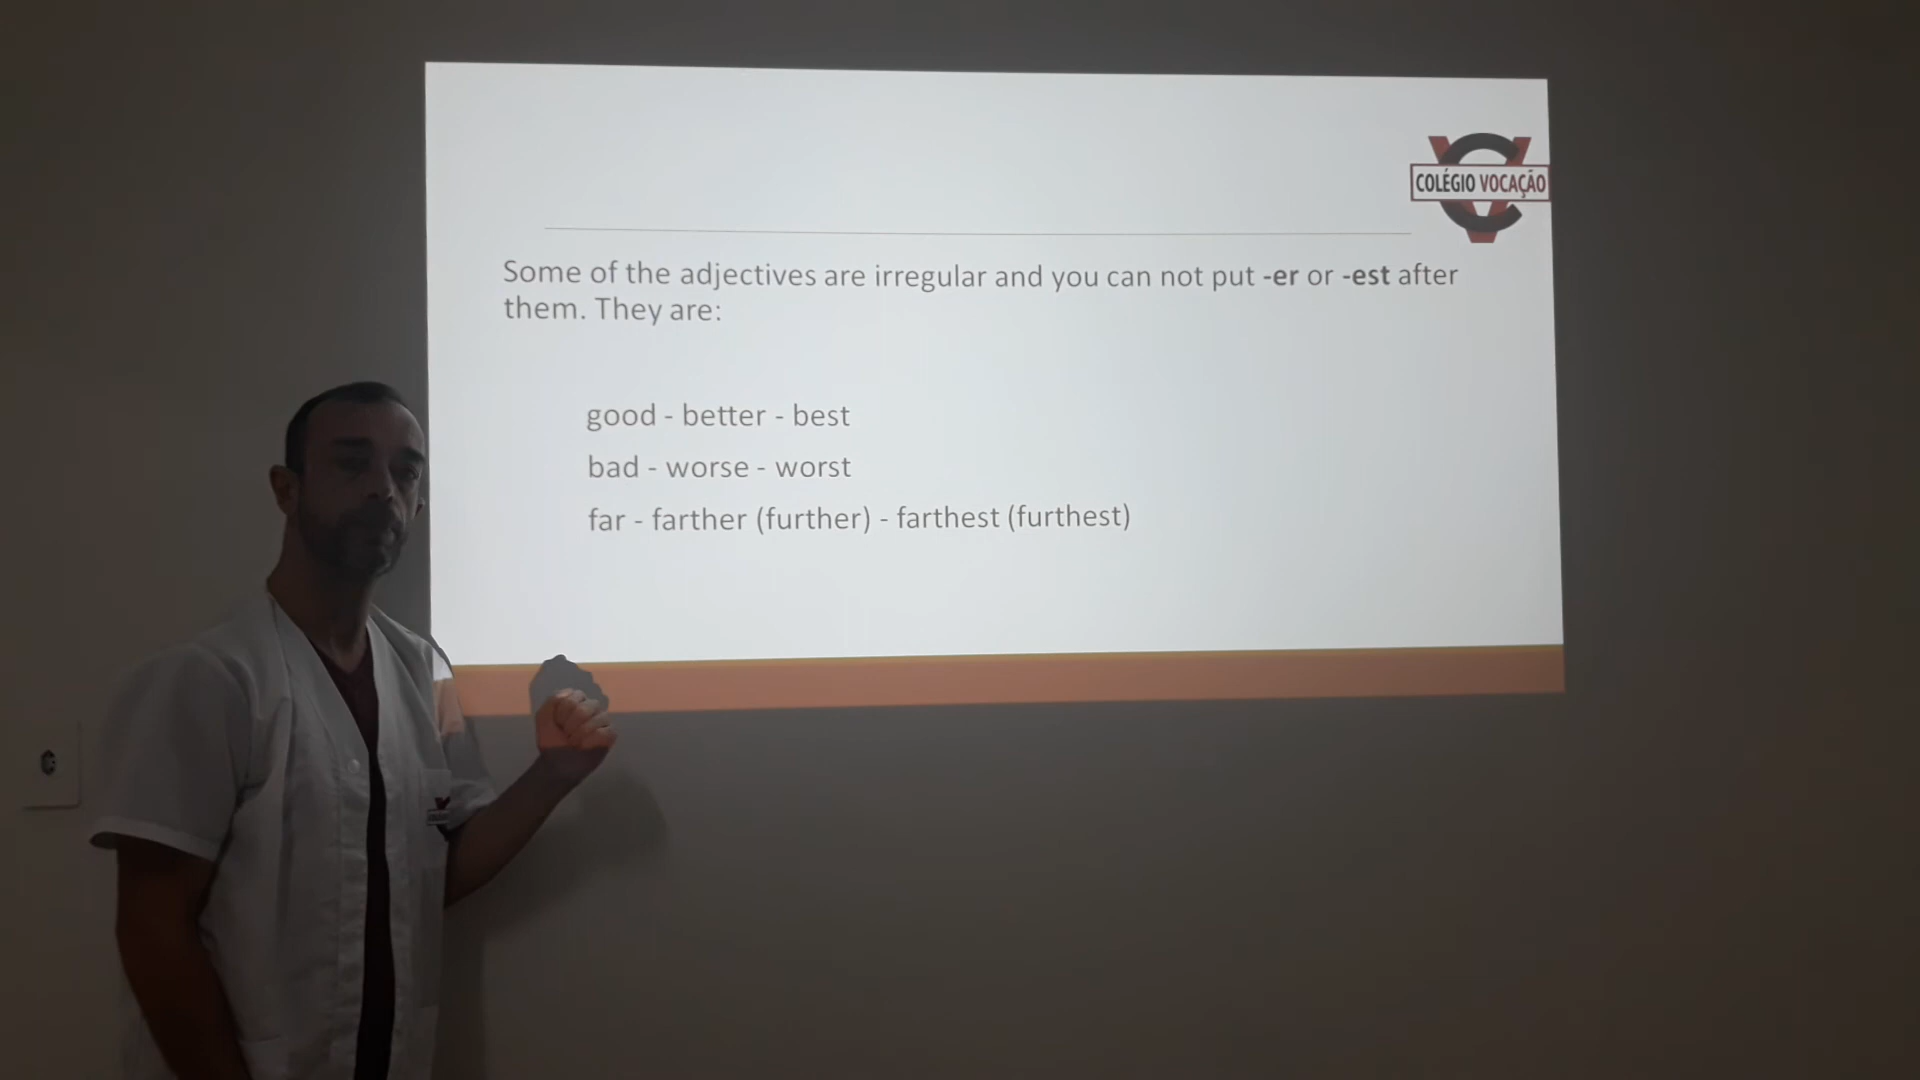 COLÉGIO VOCAÇÃO
Some of the adjectives are irregular and you can not put -er or -est after
them. They are:
good - better - best
bad - worse - worst
far - farther (further) - farthest (furthest)